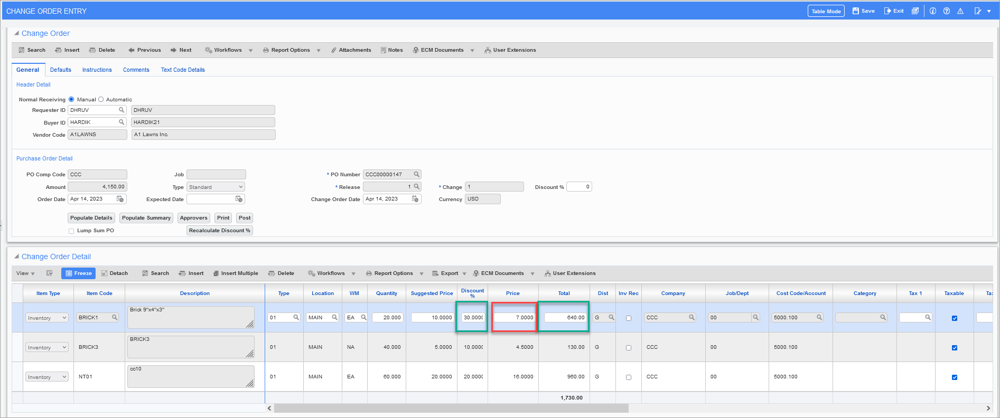 CHANGE ORDER ENTRY Table Mode Save Exit
Change Order
Search Insert Delete Previous Next Workflows Report Options Attachments Notes ECM Documents User Extensions
General Defaults Instructions Comments Text Code Details
Header Detail
Normal Receiving Manual Automatic
Requester ID DHRUV DHRUV
Buyer ID HARDIK HARDIK21
Vendor Code A1LAWNS A1 Lawns Inc.
Purchase Order Detail
PO Comp Code CCC Job * PO Number CCC00000147
Amount 4,150.00 Type Standard * Release 1 * Change 1 Discount % 0
Order Date Apr 14, 2023 Expected Date Change Order Date Apr 14, 2023 Currency USD
Populate Details Populate Summary Approvers Print Post
Lump Sum PO Recalculate Discount %
Change Order Detail
View Freeze Detach Search Insert Insert Multiple Delete Workflows Report Options Export ECM Documents User Extensions
Item Type Item Code Description Type Location WM Quantity Suggested Price Discount % Price Total Dist Inv Rec Company Job/Dept Cost Code/Account Category Tax 1 Taxable
Inventory BRICK1 Brick 9"x4"x3" 01 MAIN EA 20.000 10.0000 30.0000 7.0000 640.00 G CCC 00 5000.100
Inventory BRICK3 BRICK3 01 MAIN NA 40.000 5.0000 10.0000 4.5000 130.00 G CCC 00 5000.100
Inventory NT01 cc10 01 MAIN EA 60.000 20.0000 20.0000 16.0000 960.00 G CCC 00 5000.100
1,730.00